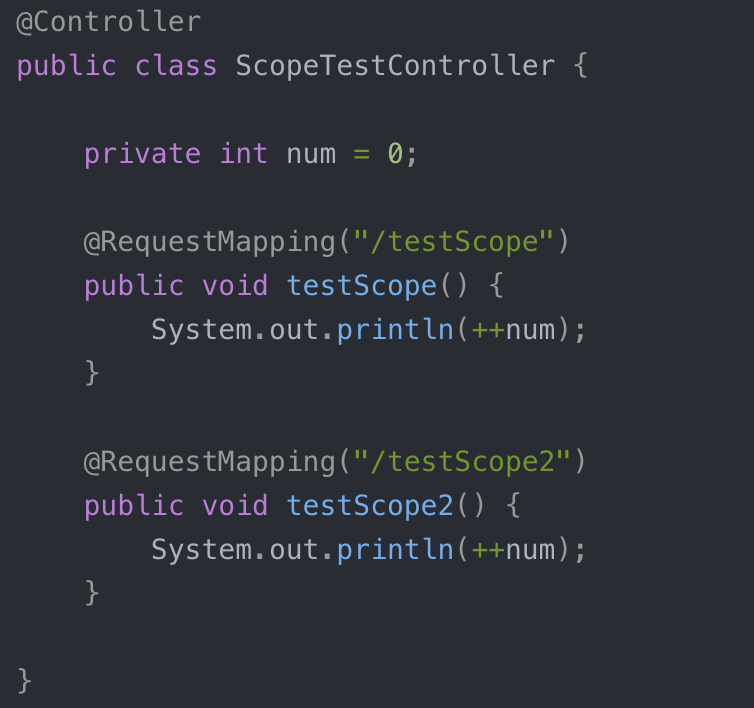 @Controller
public class ScopeTestController {
private int num = 0;
@RequestMapping("/testScope")
public void testScope() {
System.out.println(++num);
}
@RequestMapping("/testScope2")
public void testScope2() {
System.out.println(++num);
}
}